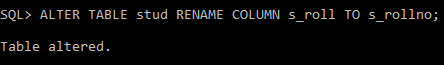 SQL> ALTER TABLE stud RENAME COLUMN s_roll TO s_rollno;
Table altered.